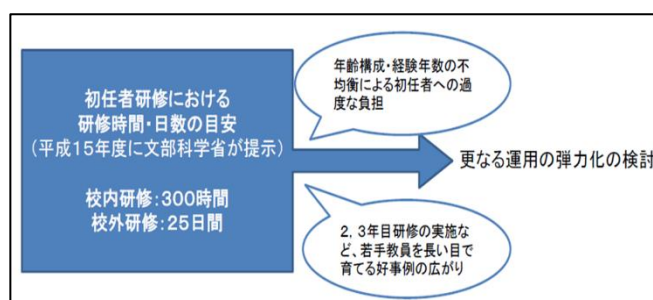 初任者研修における
研修時間・日数の目安
(平成15年度に文部科学省が提示)
校内研修:300時間
校外研修:25日間
年齢構成・経験年数の不
均衡による初任者への過
度な負担
更なる運用の弾力化の検討
2,3年目研修の実施な
ど、若手教員を長い目で
育てる好事例の広がり